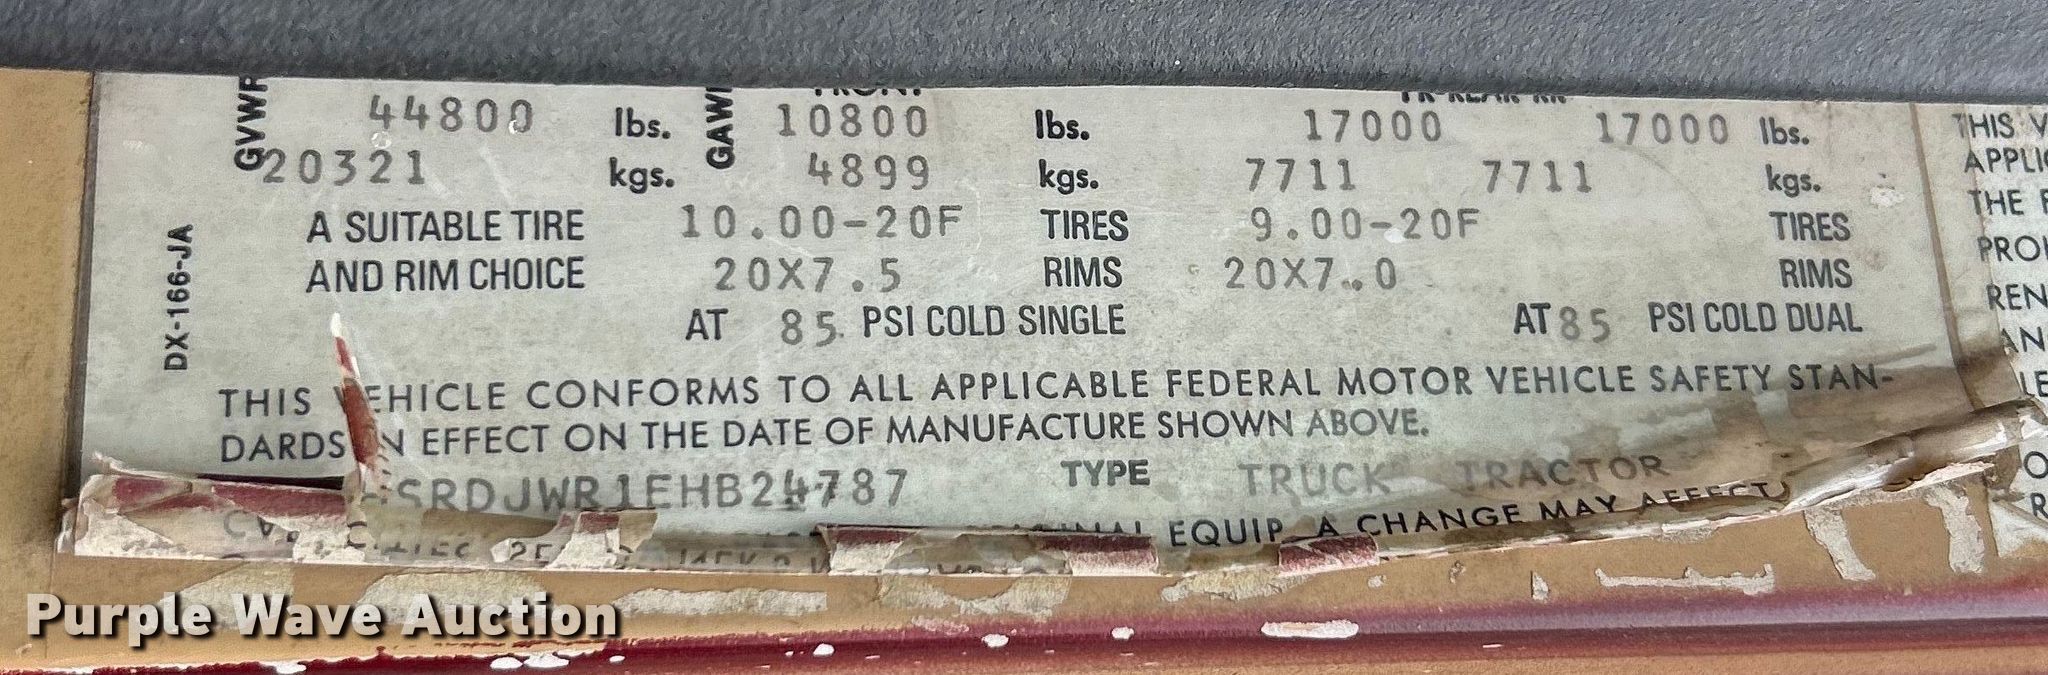 GVWR 44800 lbs. GAWR 10800 lbs. 17000 17000 lbs.
20321 kgs. 4899 kgs. 7711 7711 kgs.
A SUITABLE TIRE 10.00-20F TIRES 9.00-20F TIRES
AND RIM CHOICE 20X7.5 RIMS 20X7.0 RIMS
AT 85 PSI COLD SINGLE AT 85 PSI COLD DUAL
DX-166-JA
THIS VEHICLE CONFORMS TO ALL APPLICABLE FEDERAL MOTOR VEHICLE SAFETY STAN-
DARDS IN EFFECT ON THE DATE OF MANUFACTURE SHOWN ABOVE.
SRDJWR1EHB24787 TYPE TRUCK TRACTOR
EQUIP. A CHANGE MAY AFFECT
THIS
THE
Purple Wave Auction